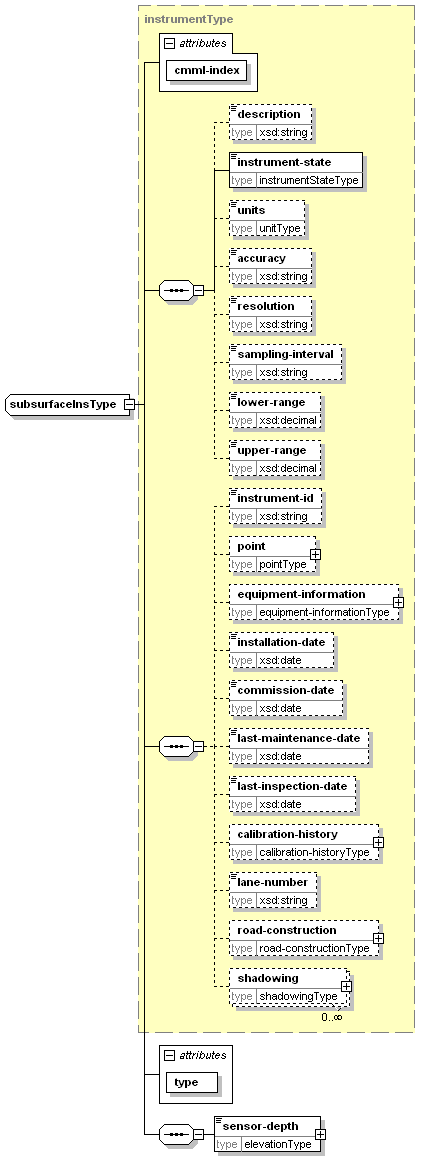 instrumentType
attributes
cmml-index
description
type xsd:string
instrument-state
type instrumentStateType
units
type unitType
accuracy
type xsd:string
resolution
type xsd:string
sampling-interval
type xsd:string
subsurfaceInsType
lower-range
type xsd:decimal
upper-range
type xsd:decimal
instrument-id
type xsd:string
point
type pointType
equipment-information
type equipment-informationType
installation-date
type xsd:date
commission-date
type xsd:date
last-maintenance-date
type xsd:date
last-inspection-date
type xsd:date
calibration-history
type calibration-historyType
lane-number
type xsd:string
road-construction
type road-constructionType
shadowing
type shadowingType
0..∞
attributes
type
sensor-depth
type elevationType